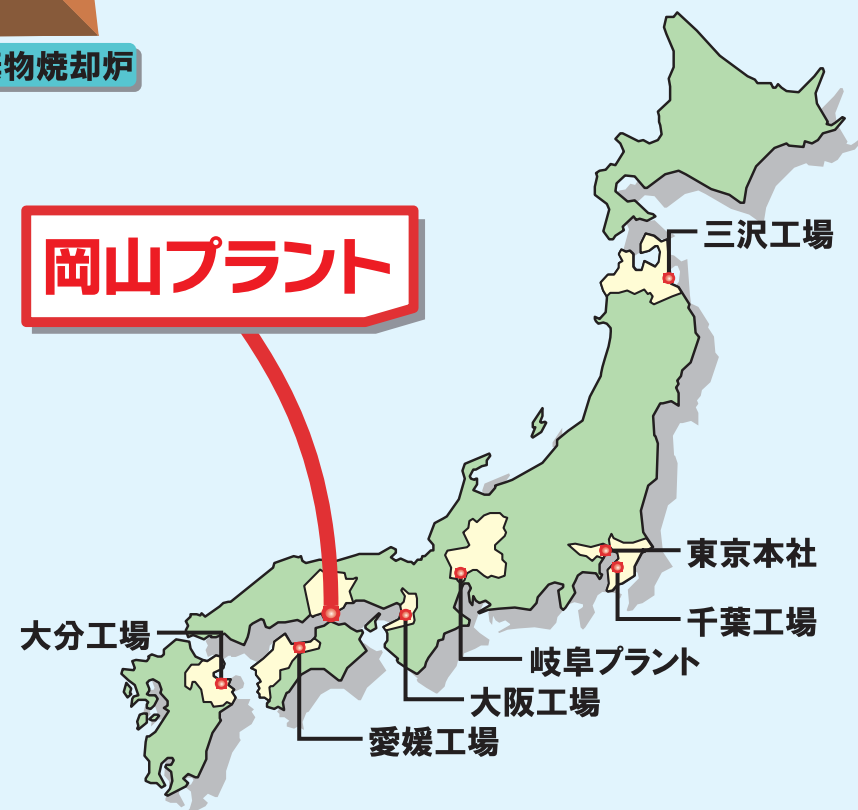 物焼却炉
三沢工場
岡山プラント
東京本社
千葉工場
大分工場
岐阜プラント
大阪工場
愛媛工場